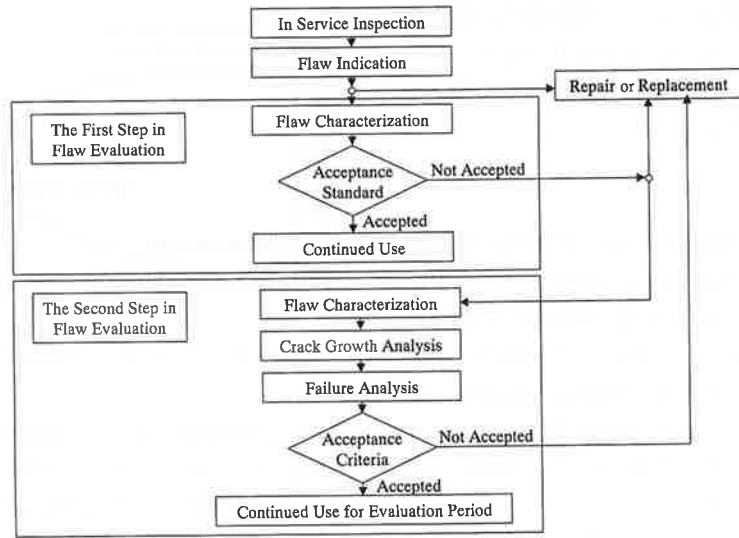 In Service Inspection
Flaw Indication
Repair or Replacement
The First Step in
Flaw Evaluation
Flaw Characterization
Acceptance
Standard
Not Accepted
Accepted
Continued Use
The Second Step in
Flaw Evaluation
Flaw Characterization
Crack Growth Analysis
Failure Analysis
Acceptance
Criteria
Not Accepted
Accepted
Continued Use for Evaluation Period